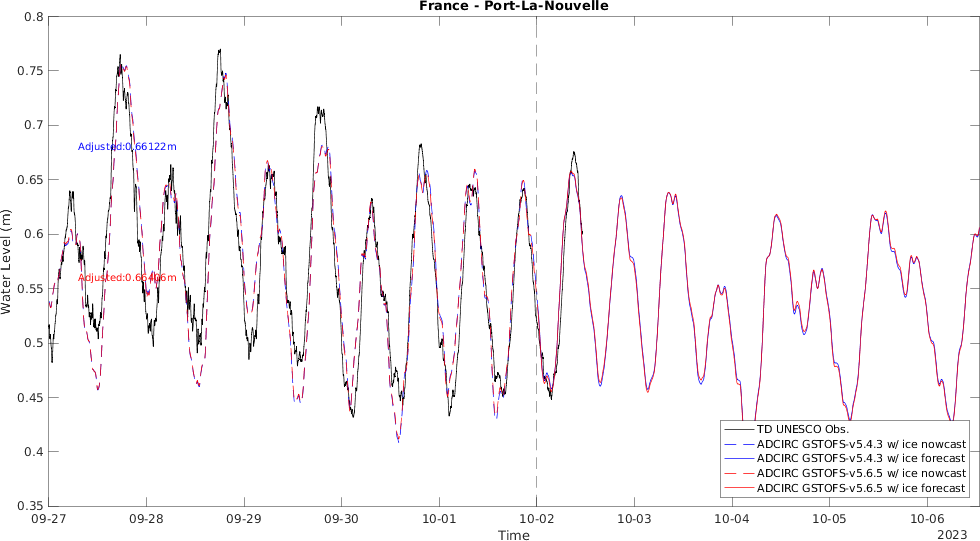 France - Port-La-Nouvelle
0.8
0.75
0.7
0.65
0.6
0.55
0.5
0.45
0.4
0.35
Water Level (m)
Adjusted:0.66122m
Adjusted:0.66406m
TD UNESCO Obs.
ADCIRC GSTOFS-v5.4.3 w/ ice nowcast
ADCIRC GSTOFS-v5.4.3 w/ ice forecast
ADCIRC GSTOFS-v5.6.5 w/ ice nowcast
ADCIRC GSTOFS-v5.6.5 w/ ice forecast
09-27 09-28 09-29 09-30 10-01 10-02 10-03 10-04 10-05 10-06
Time
2023